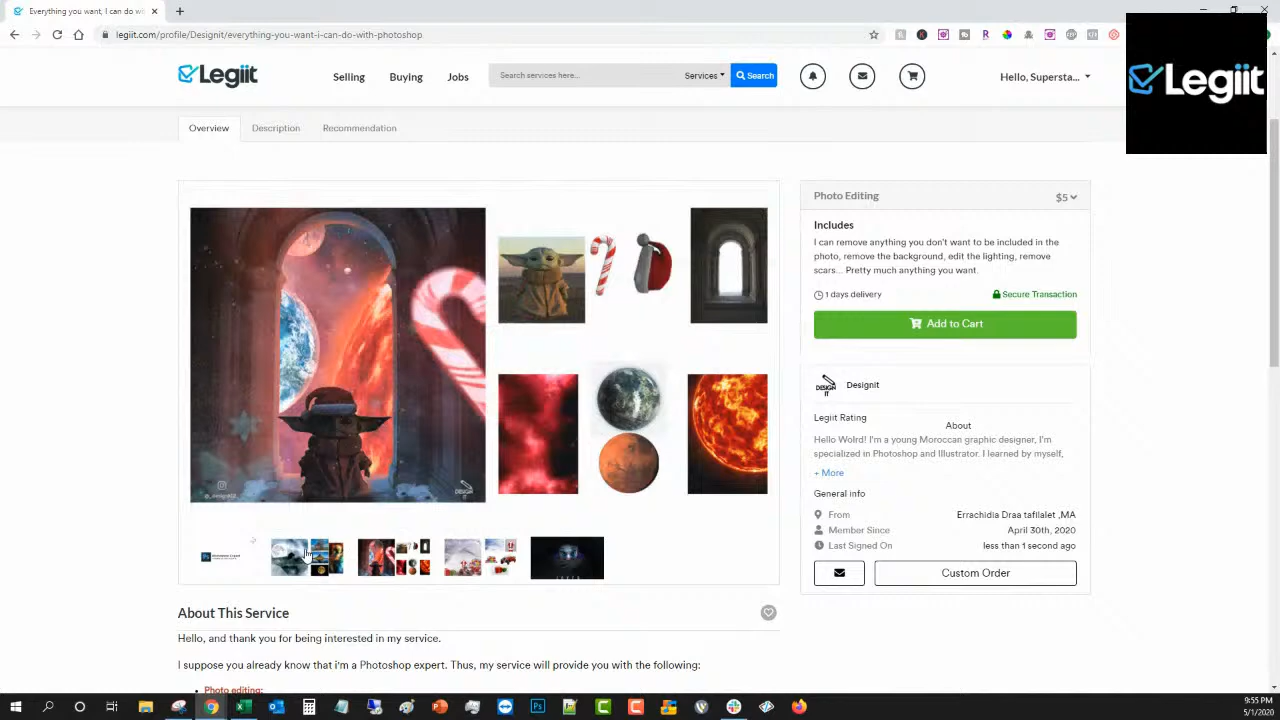 Everything you want, I can do wi
legiit.com/profile/Designit/everything-you-want-i-can-do-with-photoshop
Legiit
Selling
Buying
Jobs
Search services here...
Services
Search
Hello, Supersta...
Legiit
Overview
Description
Recommendation
Photo Editing
$5
Includes
I can remove anything you don't want to be included in the
photo, remove the background, edit the lighting, remove
scars... Pretty much anything you want.
1 days delivery
Secure Transaction
Add to Cart
DESIGN
IT
Designit
Legiit Rating
About
Hello Wolrd! I'm a young Moroccan graphic designer, I'm
specialized in Photoshop and Illustrator. I learned by myself,
+ More
General info
From
Errachidia Draa tafilalet ,MA
Member Since
April 30th, 2020
Last Signed On
less than 1 second ago
Custom Order
About This Service
Hello, and thank you for being interested in my service.
I suppose you already know that i'm a Photoshop expert. Thus, my service will provide you with the following:
Photo editing:
9:55 PM
5/1/2020